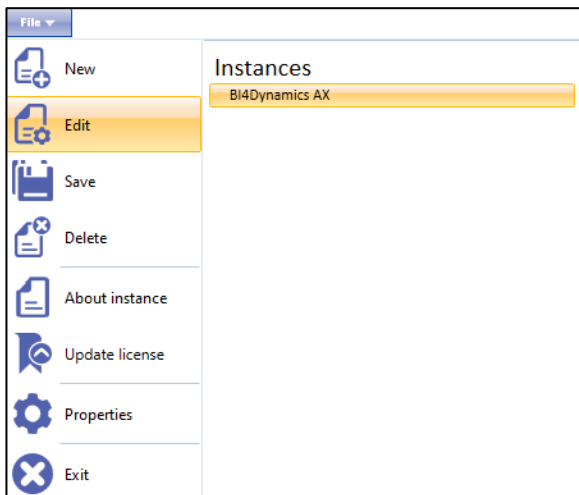 File
New
Edit
Save
Delete
About instance
Update license
Properties
Exit
Instances
BI4Dynamics AX